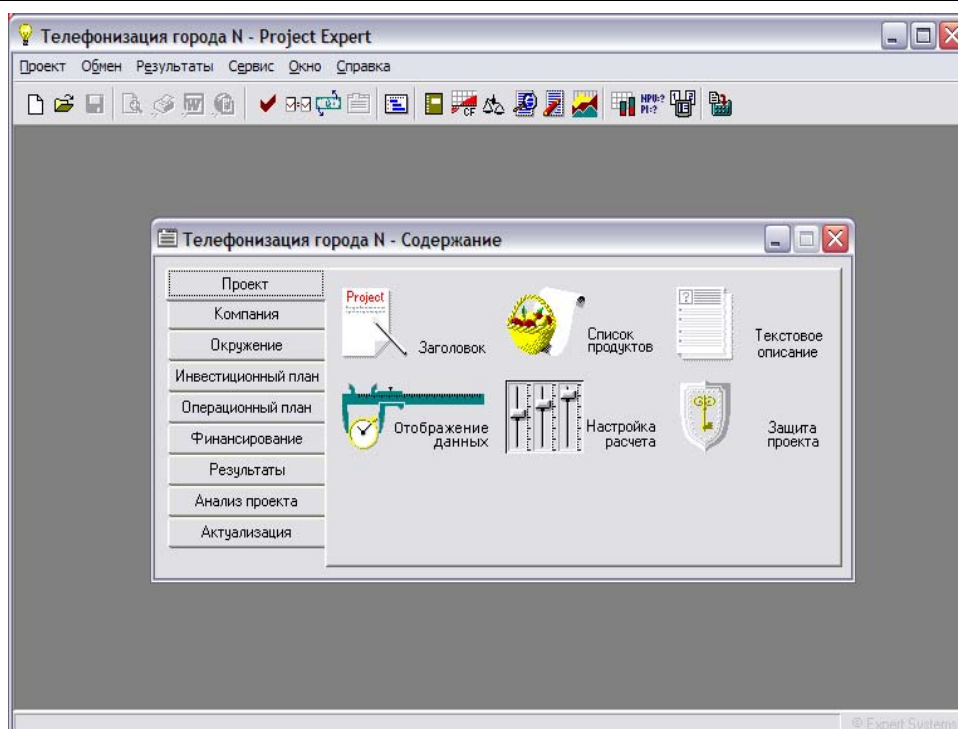 Телефонизация города N - Project Expert
Проект Обмен Результаты Сервис Окно Справка
CF
NPV:?
PI:?
Телефонизация города N - Содержание
Проект
Компания
Окружение
Инвестиционный план
Операционный план
Финансирование
Результаты
Анализ проекта
Актуализация
Project
Заголовок
Список
продуктов
?
Текстовое
описание
Отображение
данных
Настройка
расчета
Защита
проекта
© Expert Systems